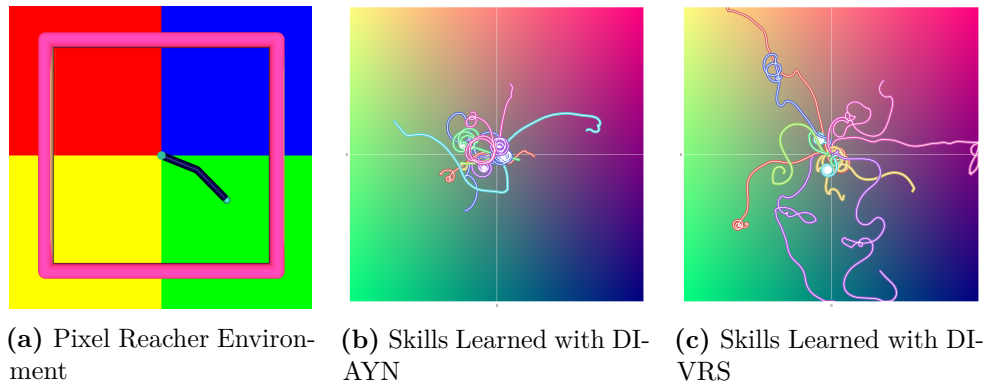 (a) Pixel Reacher Environ-
ment
(b) Skills Learned with DI-
AYN
(c) Skills Learned with DI-
VRS